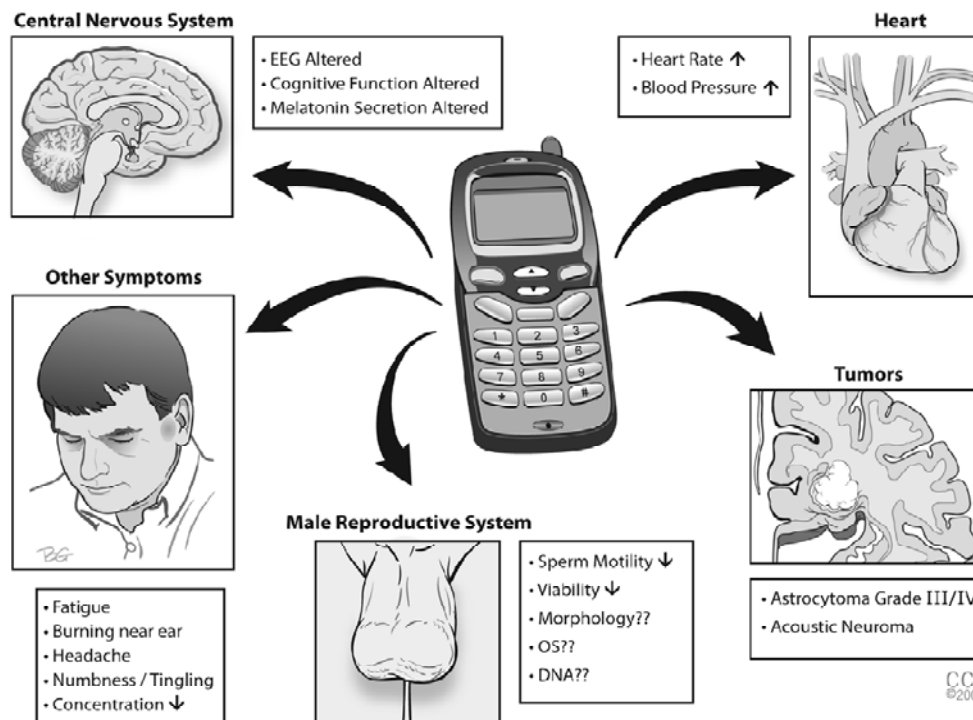 Central Nervous System
• EEG Altered
• Cognitive Function Altered
• Melatonin Secretion Altered
Heart
• Heart Rate ↑
• Blood Pressure ↑
Other Symptoms
• Fatigue
• Burning near ear
• Headache
• Numbness / Tingling
• Concentration ↓
1 2 3
4 5 6
7 8 9
* 0 #
Male Reproductive System
• Sperm Motility ↓
• Viability ↓
• Morphology??
• OS??
• DNA??
Tumors
• Astrocytoma Grade III/IV
• Acoustic Neuroma